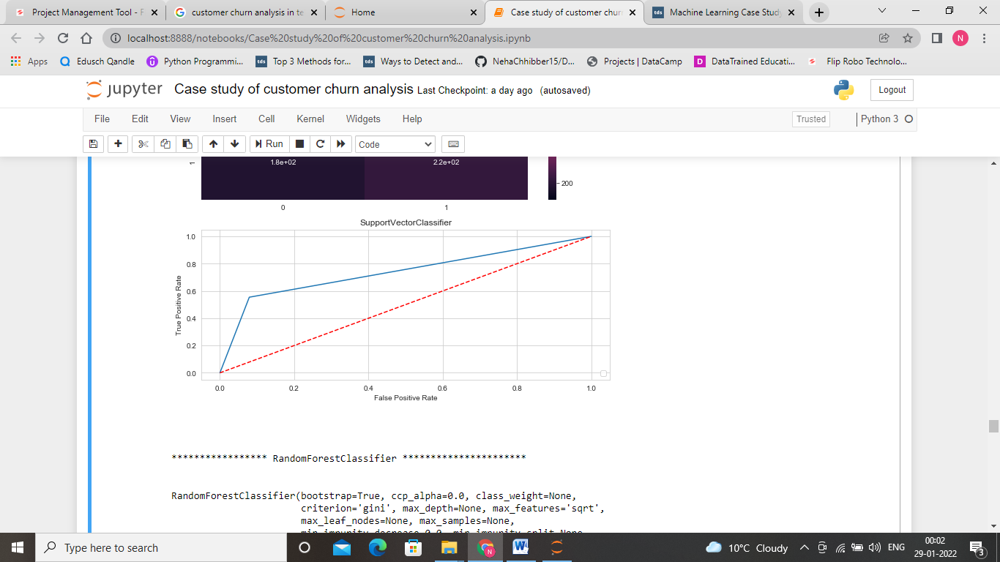 Project Management Tool - F
customer churn analysis in te
Home
Case study of customer chur
Machine Learning Case Study
localhost:8888/notebooks/Case%20study%20of%20customer%20churn%20analysis.ipynb
N
Apps
Edusch Qandle
Python Programmi...
tds Top 3 Methods for...
tds Ways to Detect and...
NehaChhibber15/D...
Projects | DataCamp
D DataTrained Educati...
Flip Robo Technolo...
jupyter Case study of customer churn analysis Last Checkpoint: a day ago (autosaved)
Logout
File Edit View Insert Cell Kernel Widgets Help
Trusted
Python 3
Run
Code
1
1.8e+02
2.2e+02
200
0
1
SupportVectorClassifier
True Positive Rate
1.0
0.8
0.6
0.4
0.2
0.0
0.0 0.2 0.4 0.6 0.8 1.0
False Positive Rate
***************** RandomForestClassifier **********************
RandomForestClassifier(bootstrap=True, ccp_alpha=0.0, class_weight=None,
criterion='gini', max_depth=None, max_features='sqrt',
max_leaf_nodes=None, max_samples=None,
min_impurity_decrease=0.0, min_impurity_split=None,
Type here to search
10°C Cloudy
ENG
00:02
29-01-2022
3